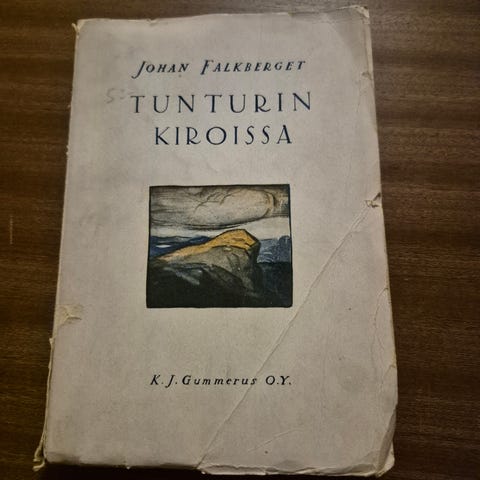 Johan Falkberget
TUNTURIN
KIROISSA
K. J. Gummerus O.Y.